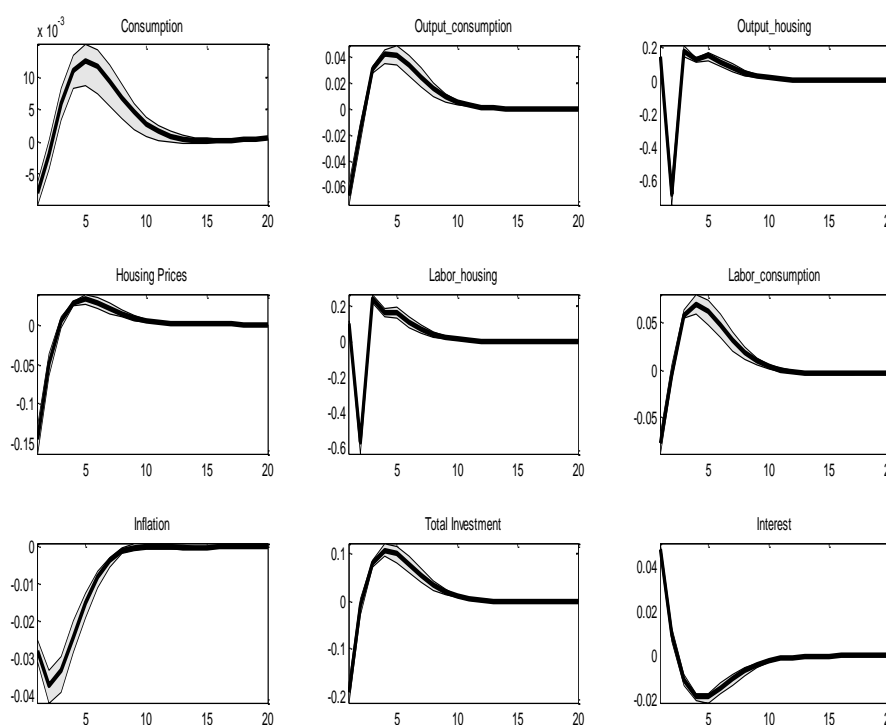 Consumption
x 10⁻³
10
5
0
-5
5 10 15 20
Output_consumption
0.04
0.02
0
-0.02
-0.04
-0.06
5 10 15 20
Output_housing
0.2
0
-0.2
-0.4
-0.6
5 10 15 20
Housing Prices
0
-0.05
-0.1
-0.15
5 10 15 20
Labor_housing
0.2
0
-0.2
-0.4
-0.6
5 10 15 20
Labor_consumption
0.05
0
-0.05
5 10 15 20
Inflation
0
-0.01
-0.02
-0.03
-0.04
5 10 15 20
Total Investment
0.1
0
-0.1
-0.2
5 10 15 20
Interest
0.04
0.02
0
-0.02
5 10 15 20